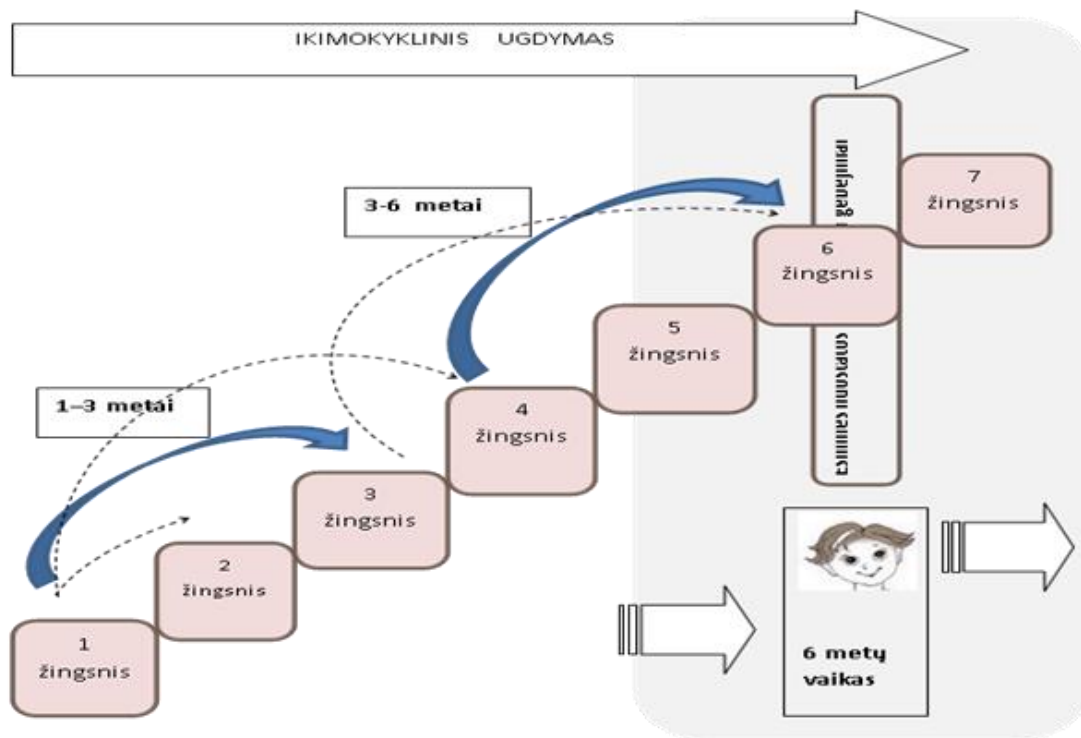 IKIMOKYKLINIS UGDYMAS
7
žingsnis
3-6 metai
6
žingsnis
5
žingsnis
1–3 metai
4
žingsnis
3
žingsnis
2
žingsnis
1
žingsnis
6 metų
vaikas